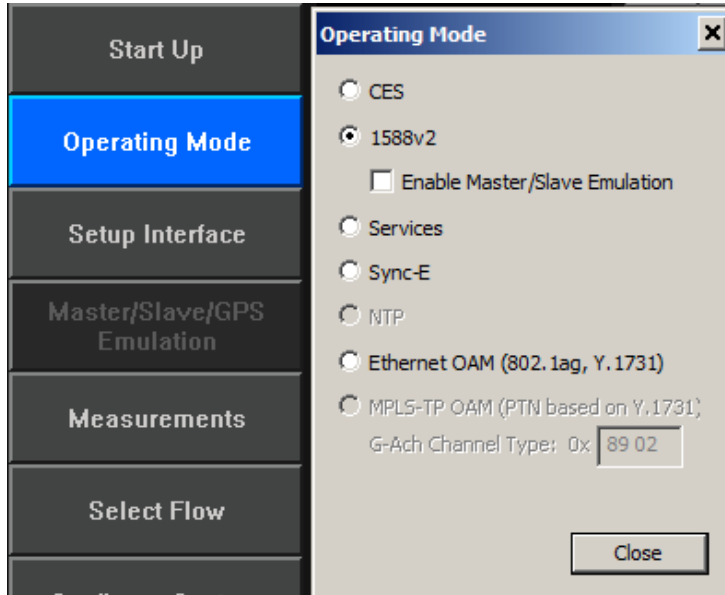 Start Up
Operating Mode
Setup Interface
Master/Slave/GPS
Emulation
Measurements
Select Flow
Operating Mode
CES
1588v2
Enable Master/Slave Emulation
Services
Sync-E
NTP
Ethernet OAM (802.1ag, Y.1731)
MPLS-TP OAM (PTN based on Y.1731)
G-Ach Channel Type: 0x 89 02
Close